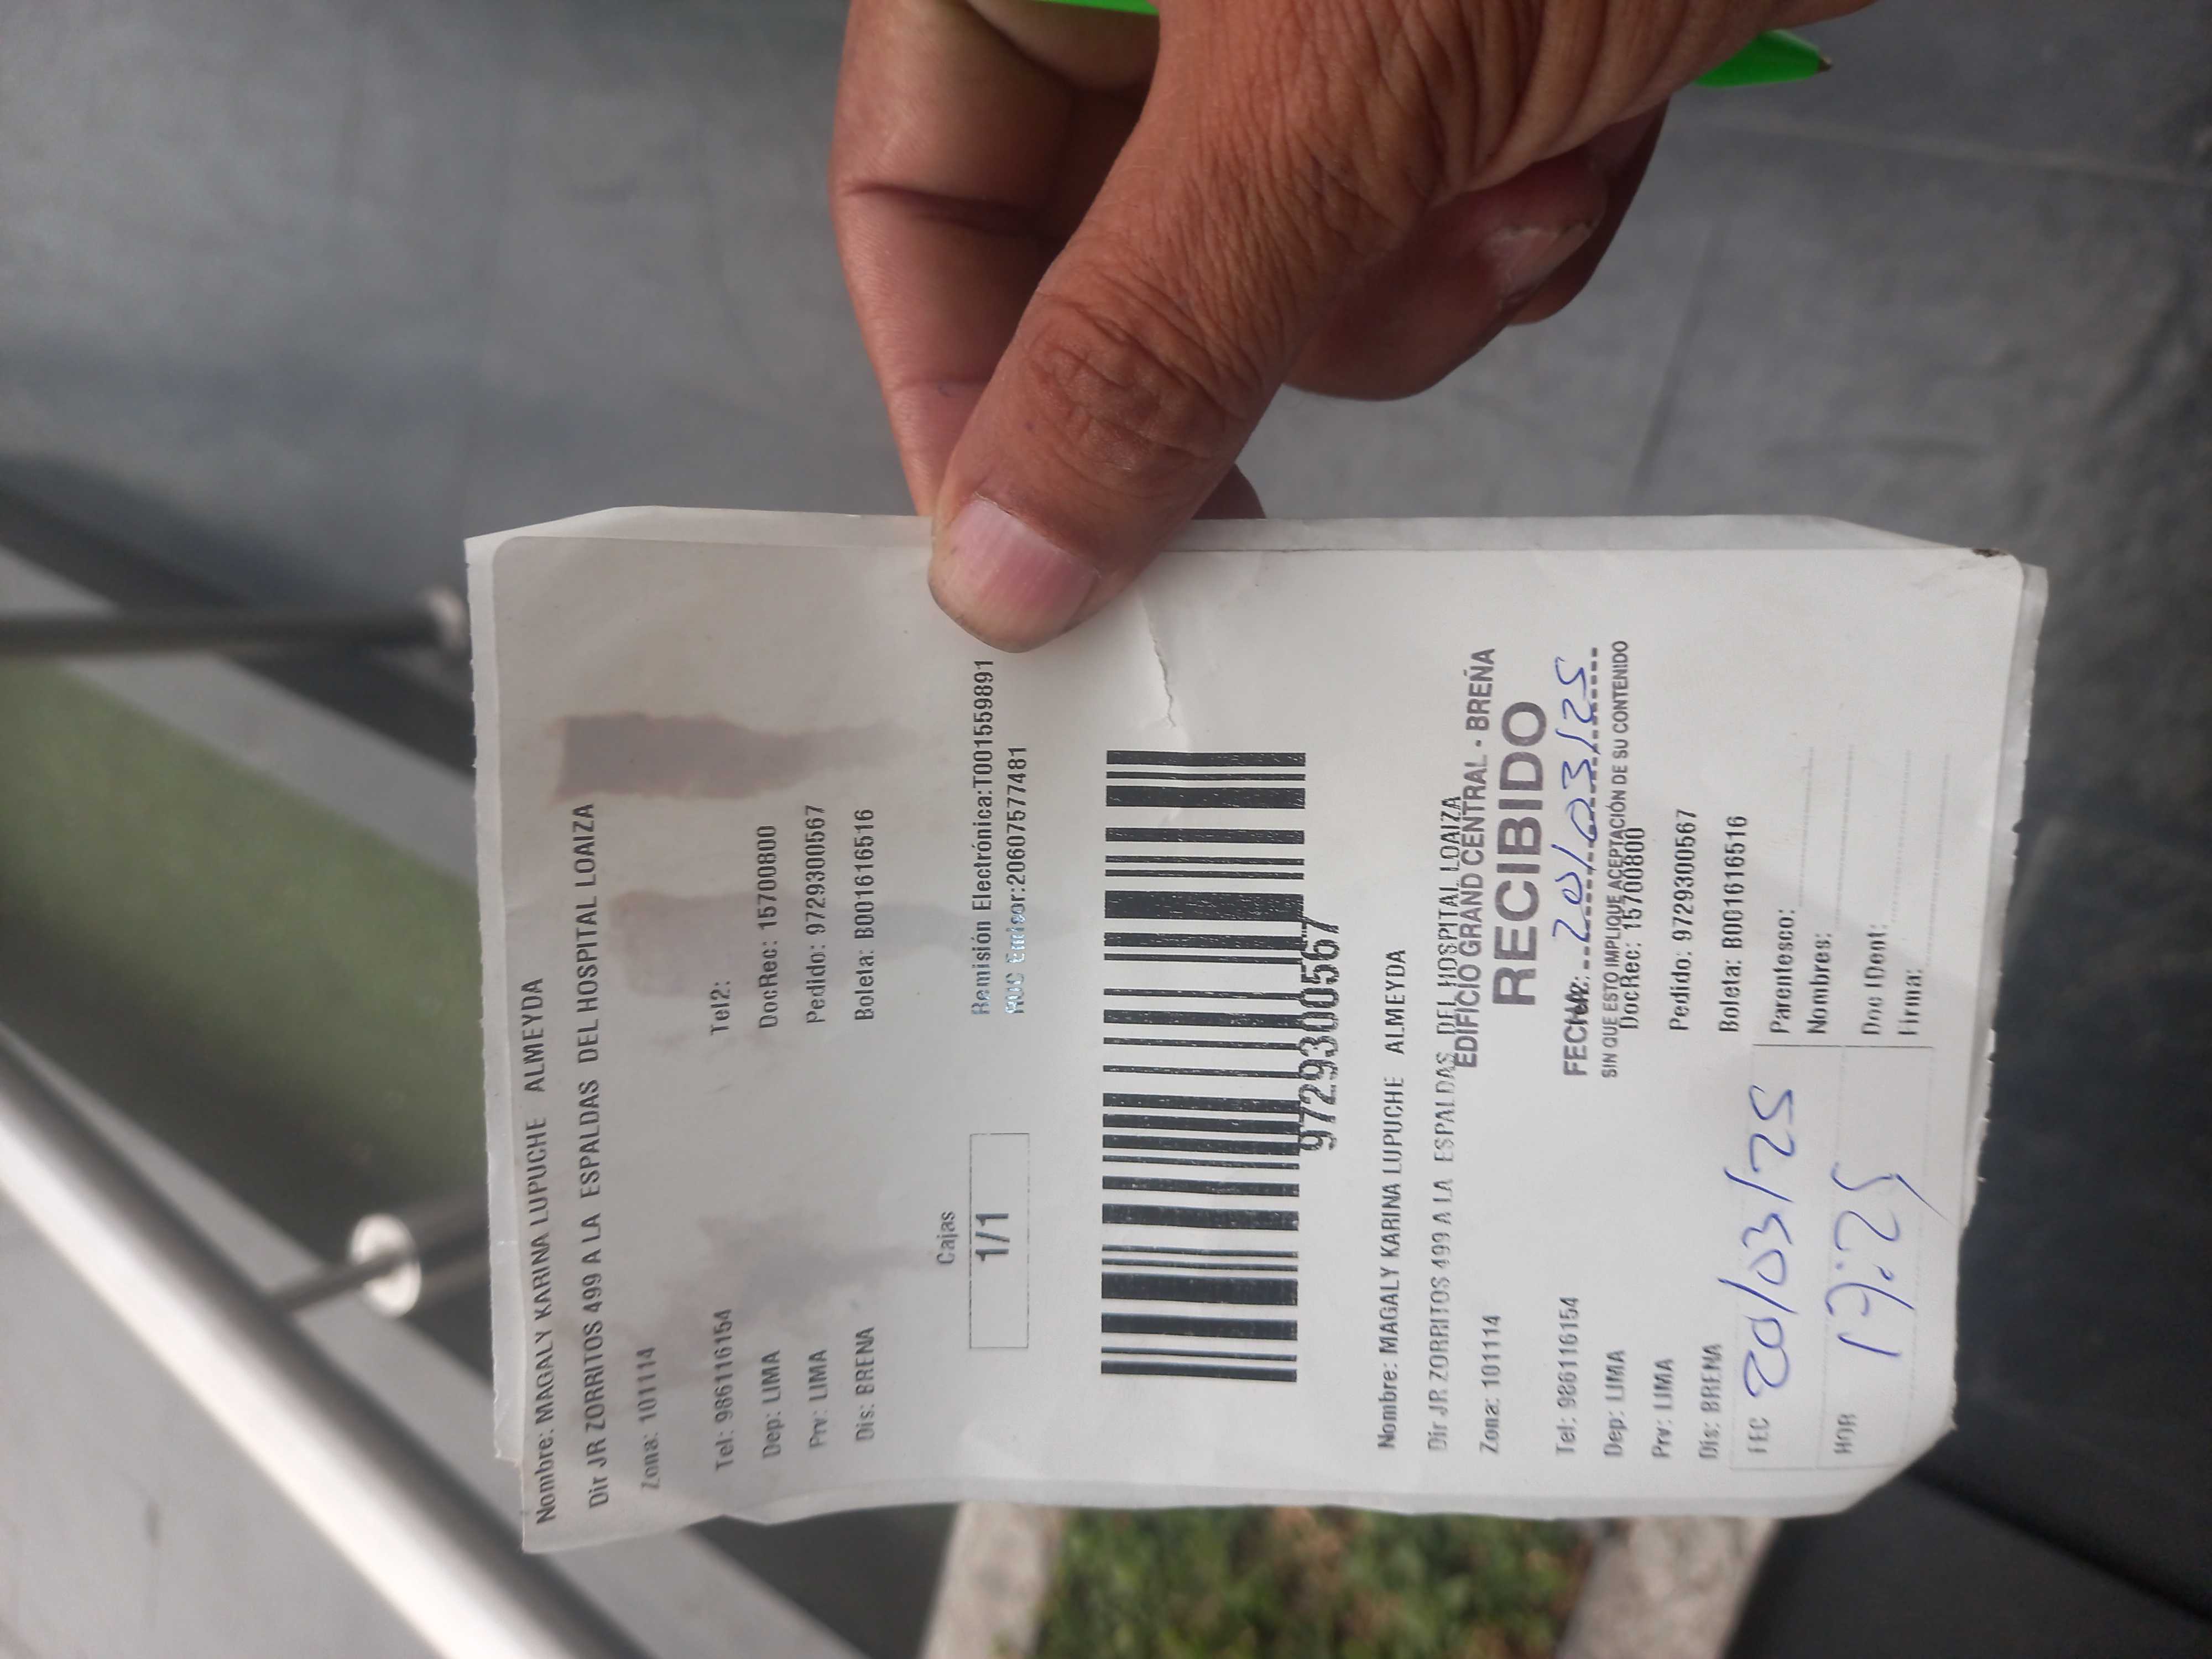 Nombre: MAGALY KARINA LUPUCHE ALMEYDA
Dir JR ZORRITOS 499 A LA ESPALDAS DEL HOSPITAL LOAIZA
Zona: 101114
Tel: 986116154 Tel2:
Dep: LIMA DocRec: 15700800
Prv: LIMA Pedido: 9729300567
Dis: BRENA Boleta: B001616516
Cajas
1/1
Remisión Electrónica:T001559891
RUC Emisor:20607577481
9729300567
Nombre: MAGALY KARINA LUPUCHE ALMEYDA
Dir JR ZORRITOS 499 A LA ESPALDAS DEL HOSPITAL LOAIZA
EDIFICIO GRAND CENTRAL - BREÑA
Zona: 101114
RECIBIDO
FECHA: 20/03/25
SIN QUE ESTO IMPLIQUE ACEPTACIÓN DE SU CONTENIDO
Tel: 986116154
Dep: LIMA DocRec: 15700800
Prv: LIMA Pedido: 9729300567
Dis: BRENA Boleta: B001616516
FEC 20/03/25 Parentesco:
Nombres:
HOR Doc IDent:
Firma: